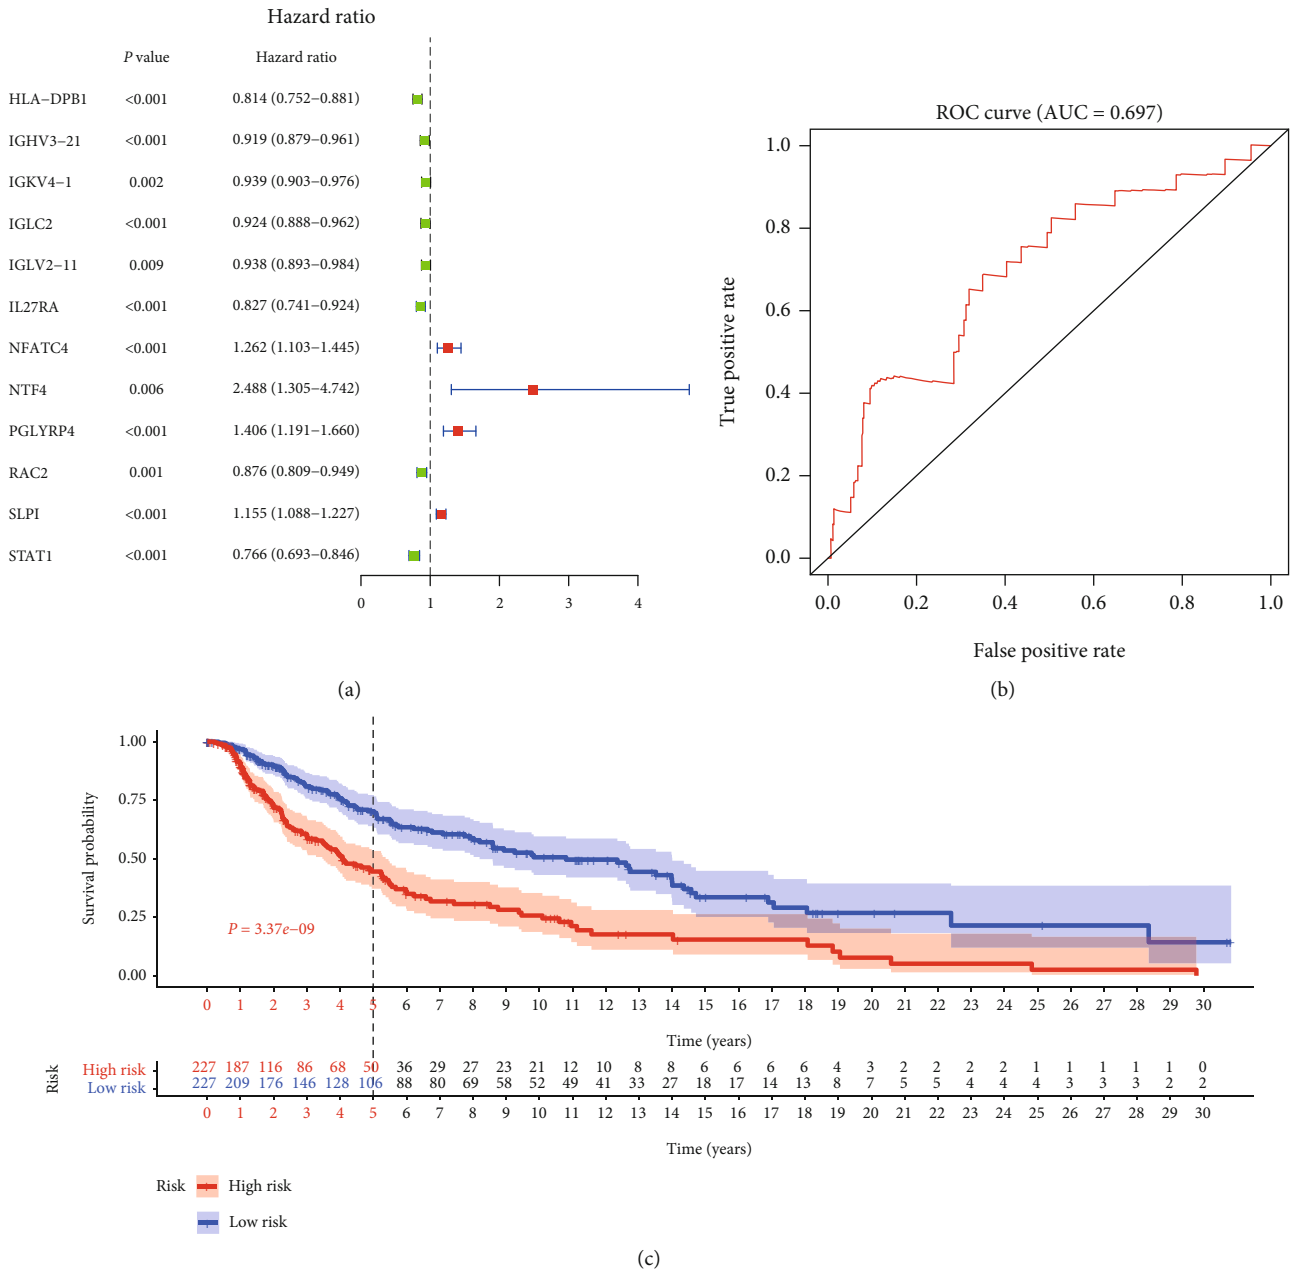 Hazard ratio
P value Hazard ratio
HLA−DPB1 <0.001 0.814 (0.752−0.881)
IGHV3−21 <0.001 0.919 (0.879−0.961)
IGKV4−1 0.002 0.939 (0.903−0.976)
IGLC2 <0.001 0.924 (0.888−0.962)
IGLV2−11 0.009 0.938 (0.893−0.984)
IL27RA <0.001 0.827 (0.741−0.924)
NFATC4 <0.001 1.262 (1.103−1.445)
NTF4 0.006 2.488 (1.305−4.742)
PGLYRP4 <0.001 1.406 (1.191−1.660)
RAC2 0.001 0.876 (0.809−0.949)
SLPI <0.001 1.155 (1.088−1.227)
STAT1 <0.001 0.766 (0.693−0.846)
0 1 2 3 4
(a)
ROC curve (AUC = 0.697)
True positive rate
1.0
0.8
0.6
0.4
0.2
0.0
0.0 0.2 0.4 0.6 0.8 1.0
False positive rate
(b)
Survival probability
1.00
0.75
0.50
0.25
0.00
P = 3.37e−09
0 1 2 3 4 5 6 7 8 9 10 11 12 13 14 15 16 17 18 19 20 21 22 23 24 25 26 27 28 29 30
Time (years)
Risk
High risk 227 187 116 86 68 50 36 29 27 23 21 12 10 8 8 6 6 6 6 4 3 2 2 2 2 1 1 1 1 1 0
Low risk 227 209 176 146 128 106 88 80 69 58 52 49 41 33 27 18 17 14 13 8 7 5 5 4 4 4 3 3 3 2 2
0 1 2 3 4 5 6 7 8 9 10 11 12 13 14 15 16 17 18 19 20 21 22 23 24 25 26 27 28 29 30
Time (years)
Risk High risk
Low risk
(c)